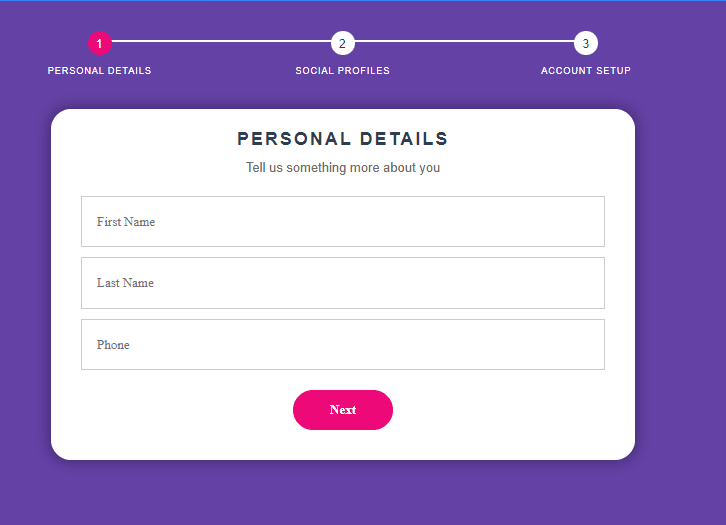 1 2 3
PERSONAL DETAILS SOCIAL PROFILES ACCOUNT SETUP
PERSONAL DETAILS
Tell us something more about you
First Name
Last Name
Phone
Next